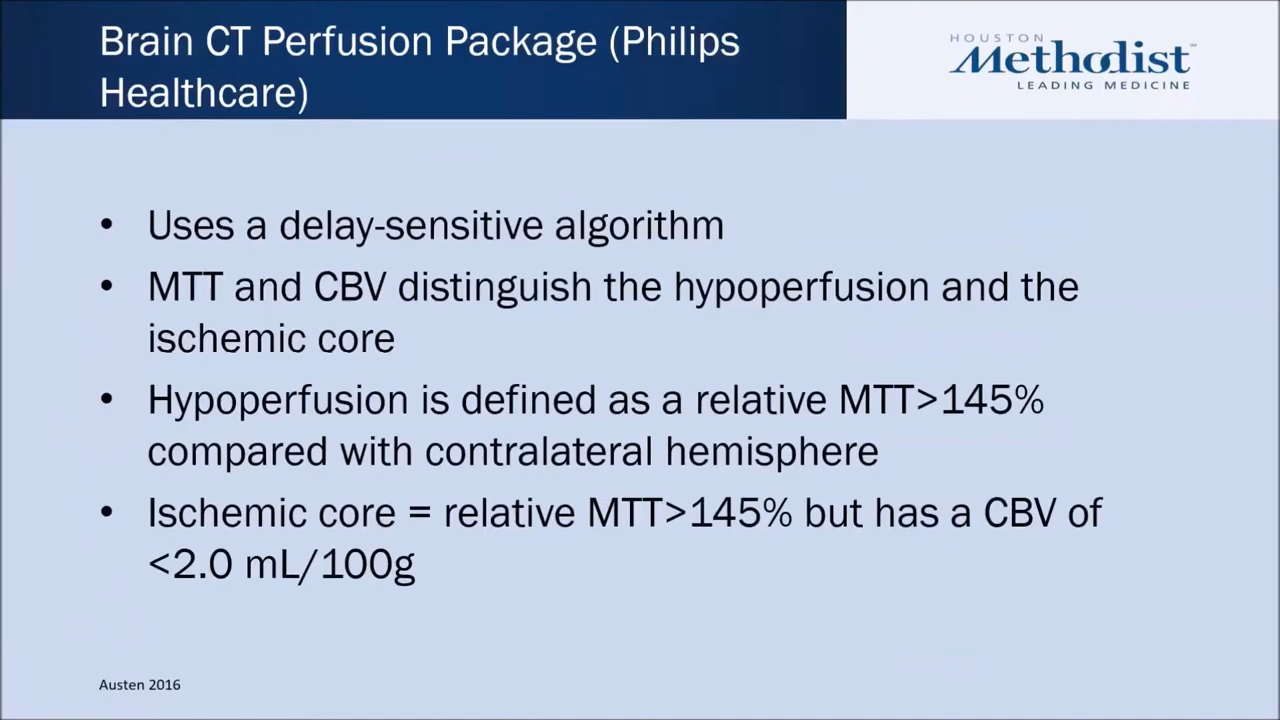 Brain CT Perfusion Package (Philips
Healthcare)
HOUSTON
Methodist
LEADING MEDICINE
• Uses a delay-sensitive algorithm
• MTT and CBV distinguish the hypoperfusion and the
ischemic core
• Hypoperfusion is defined as a relative MTT>145%
compared with contralateral hemisphere
• Ischemic core = relative MTT>145% but has a CBV of
<2.0 mL/100g
Austen 2016